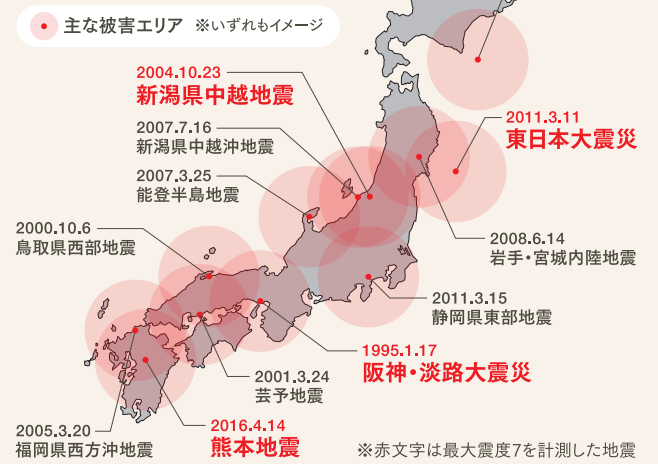 主な被害エリア ※いずれもイメージ
2004.10.23
新潟県中越地震
2007.7.16
新潟県中越沖地震
2007.3.25
能登半島地震
2000.10.6
鳥取県西部地震
2011.3.11
東日本大震災
2008.6.14
岩手・宮城内陸地震
2011.3.15
静岡県東部地震
1995.1.17
阪神・淡路大震災
2001.3.24
芸予地震
2016.4.14
熊本地震
2005.3.20
福岡県西方沖地震
※赤文字は最大震度7を計測した地震